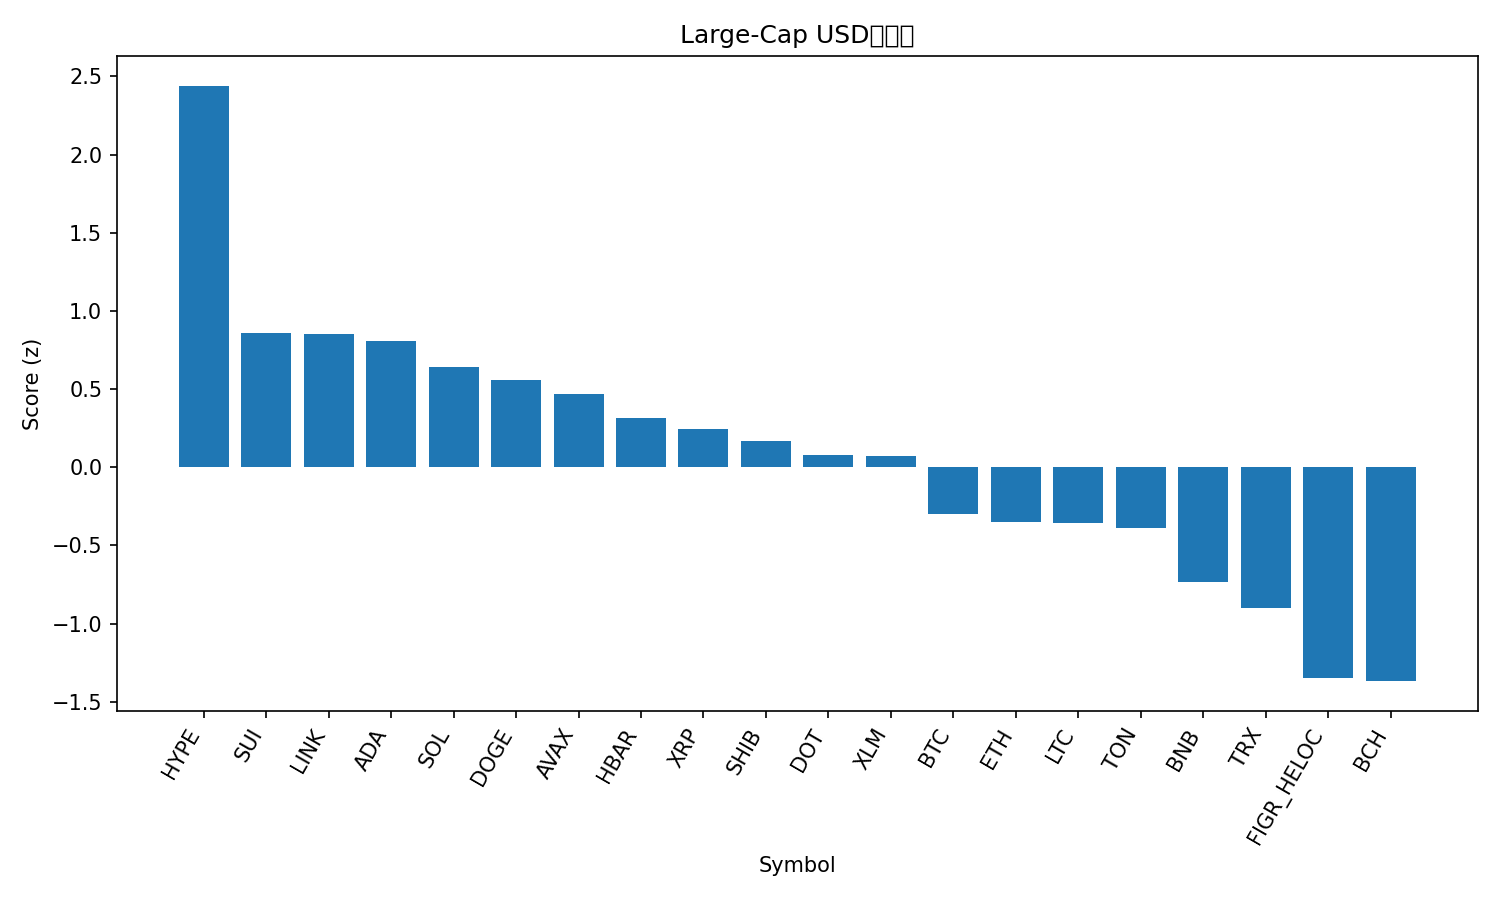 Large-Cap USD
Score (z)
2.5
2.0
1.5
1.0
0.5
0.0
−0.5
−1.0
−1.5
HYPE
SUI
LINK
ADA
SOL
DOGE
AVAX
HBAR
XRP
SHIB
DOT
XLM
BTC
ETH
LTC
TON
BNB
TRX
FIGR_HELOC
BCH
Symbol